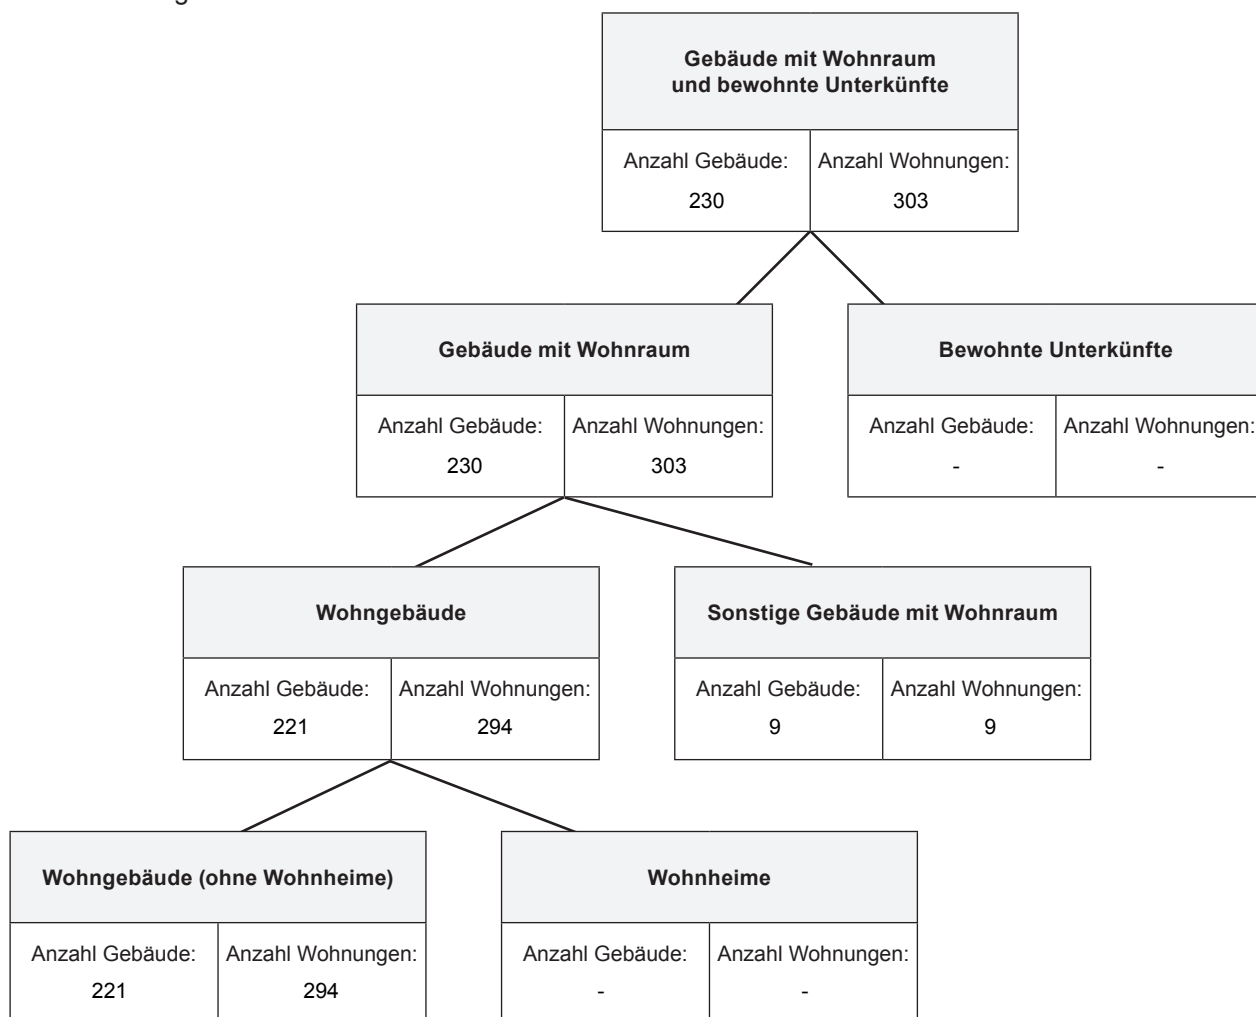 Gebäude mit Wohnraum
und bewohnte Unterkünfte
Anzahl Gebäude: Anzahl Wohnungen:
230 303
Gebäude mit Wohnraum
Bewohnte Unterkünfte
Anzahl Gebäude: Anzahl Wohnungen:
230 303
Anzahl Gebäude: Anzahl Wohnungen:
- -
Wohngebäude
Sonstige Gebäude mit Wohnraum
Anzahl Gebäude: Anzahl Wohnungen:
221 294
Anzahl Gebäude: Anzahl Wohnungen:
9 9
Wohngebäude (ohne Wohnheime)
Wohnheime
Anzahl Gebäude: Anzahl Wohnungen:
221 294
Anzahl Gebäude: Anzahl Wohnungen:
- -